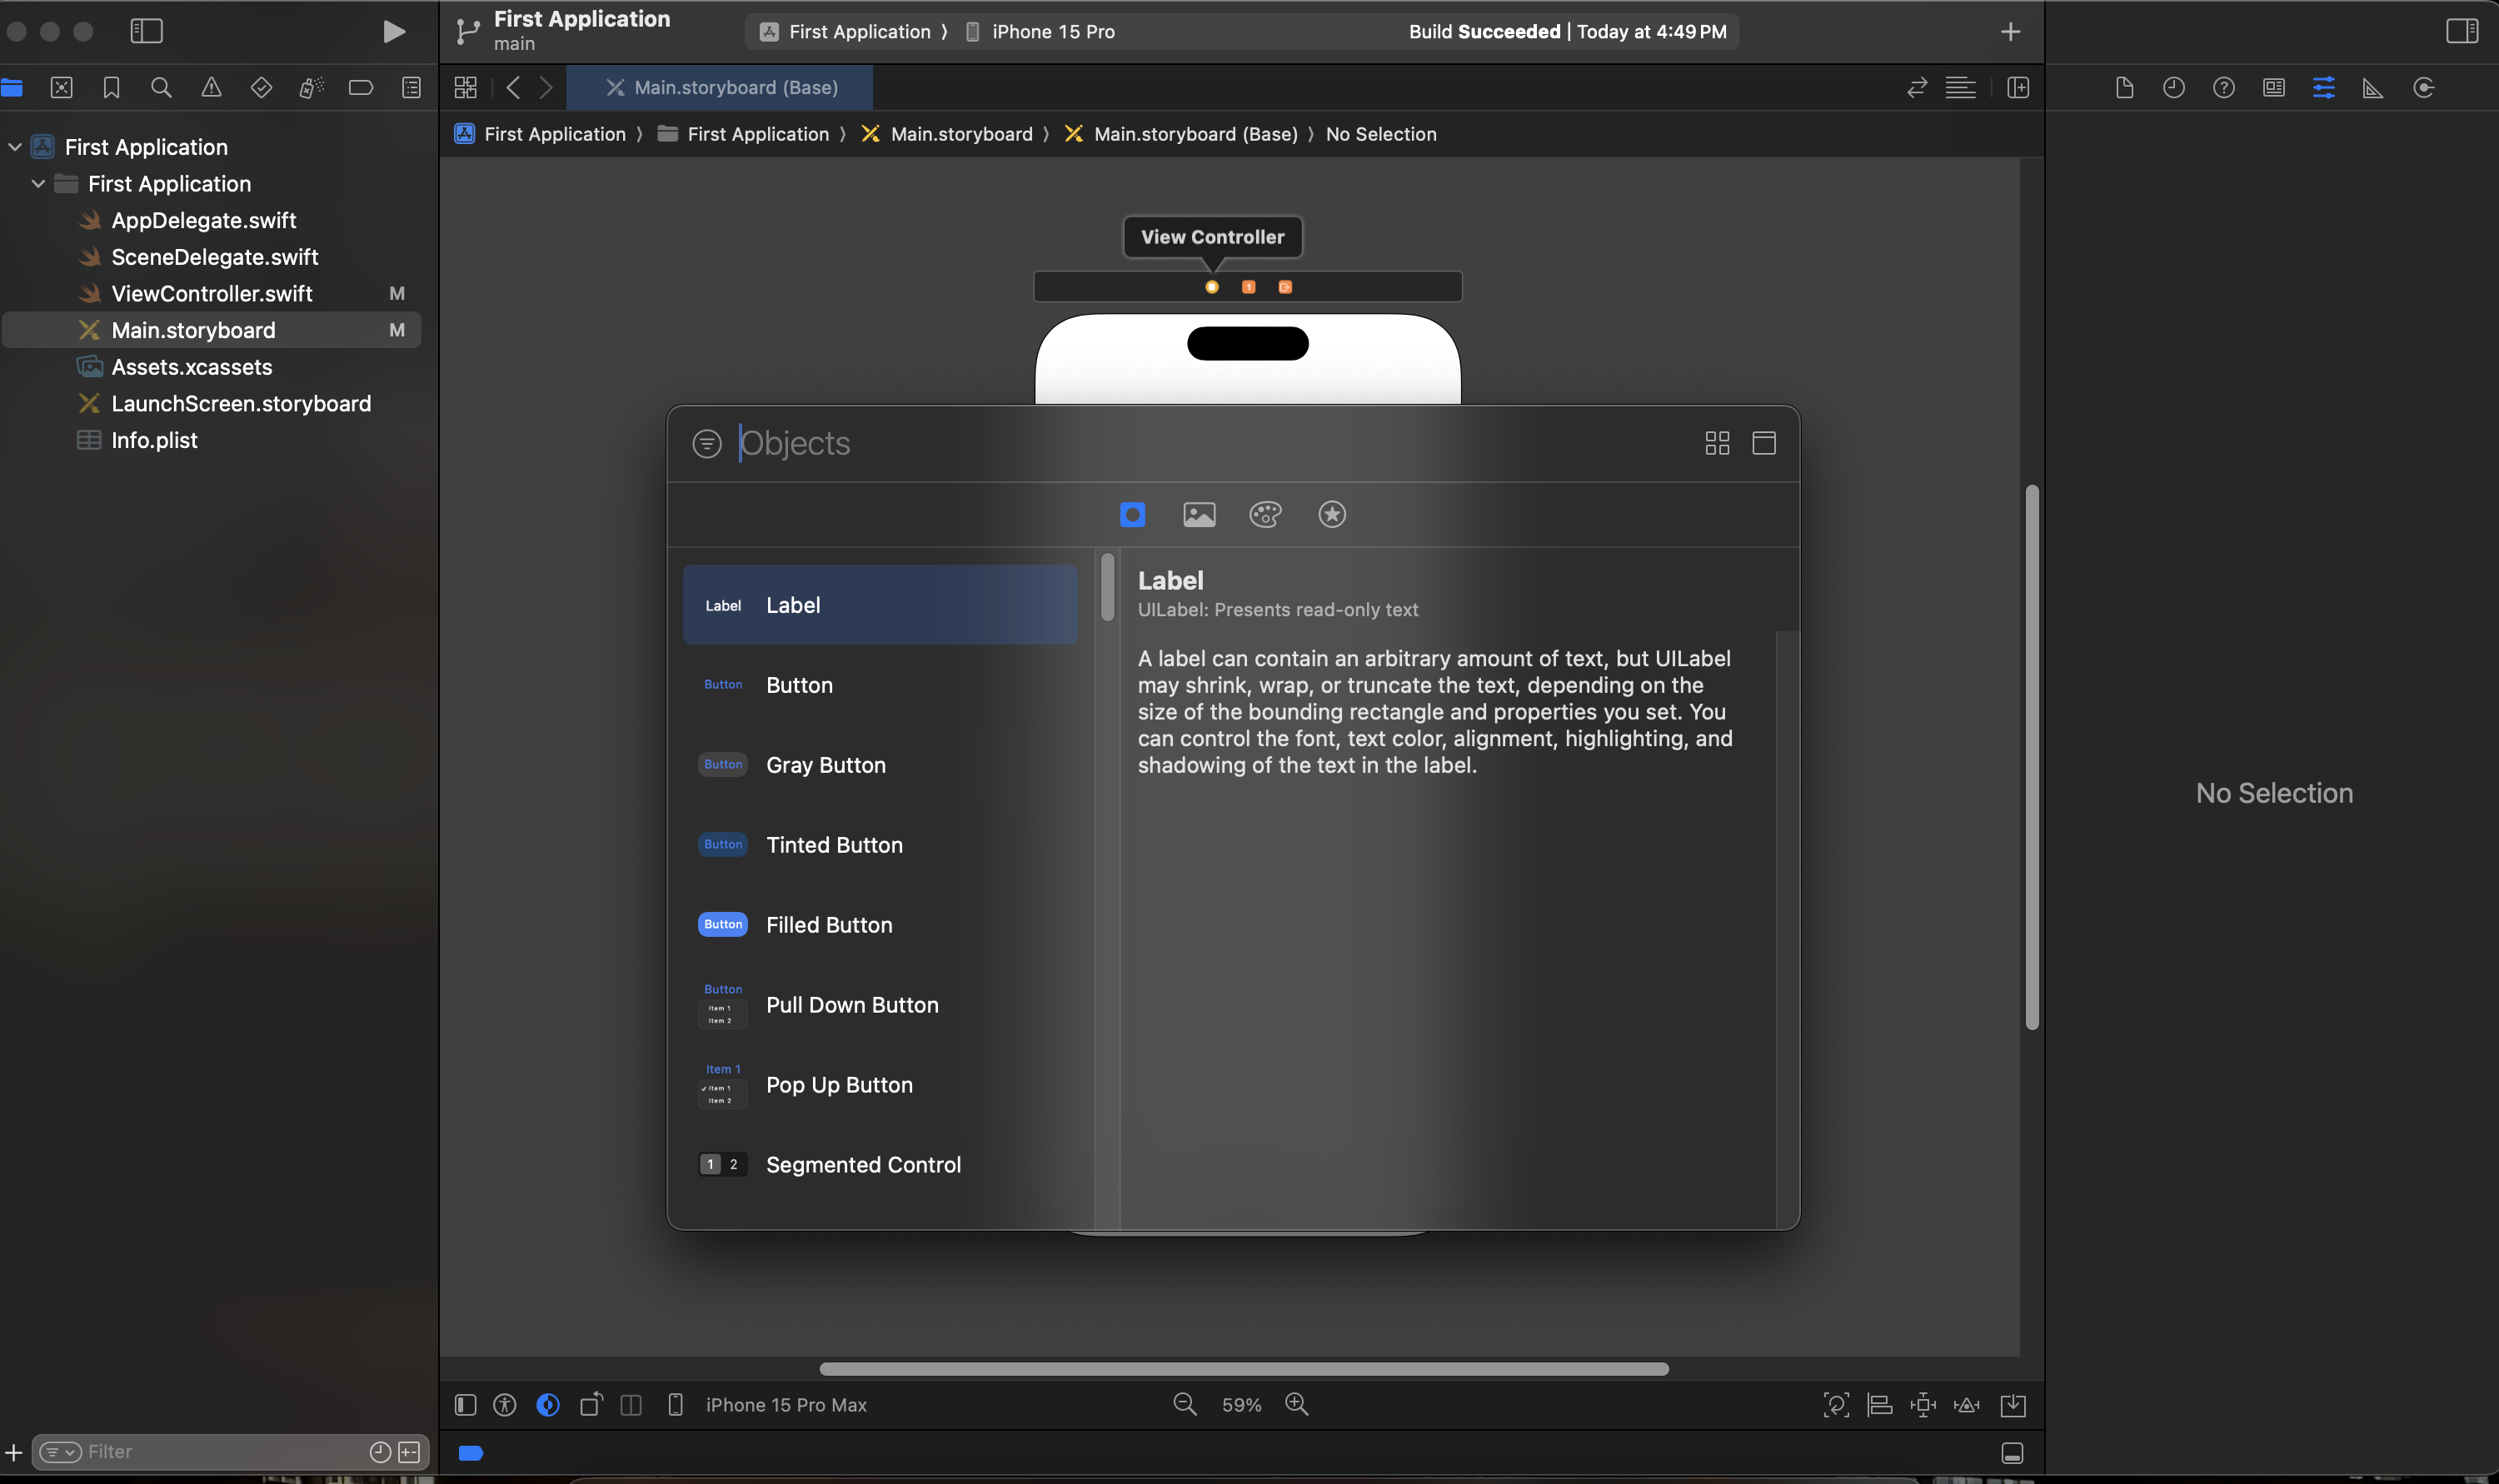 First Application
main
First Application ⟩ iPhone 15 Pro
Build Succeeded | Today at 4:49 PM
Main.storyboard (Base)
First Application ⟩ First Application ⟩ Main.storyboard ⟩ Main.storyboard (Base) ⟩ No Selection
First Application
First Application
AppDelegate.swift
SceneDelegate.swift
ViewController.swift M
Main.storyboard M
Assets.xcassets
LaunchScreen.storyboard
Info.plist
Filter
View Controller
1
Objects
Label Label
Button Button
Button Gray Button
Button Tinted Button
Button Filled Button
Button
Item 1
Item 2
Pull Down Button
Item 1
✓ Item 1
Item 2
Pop Up Button
1 2 Segmented Control
Label
UILabel: Presents read-only text
A label can contain an arbitrary amount of text, but UILabel
may shrink, wrap, or truncate the text, depending on the
size of the bounding rectangle and properties you set. You
can control the font, text color, alignment, highlighting, and
shadowing of the text in the label.
No Selection
iPhone 15 Pro Max
59%